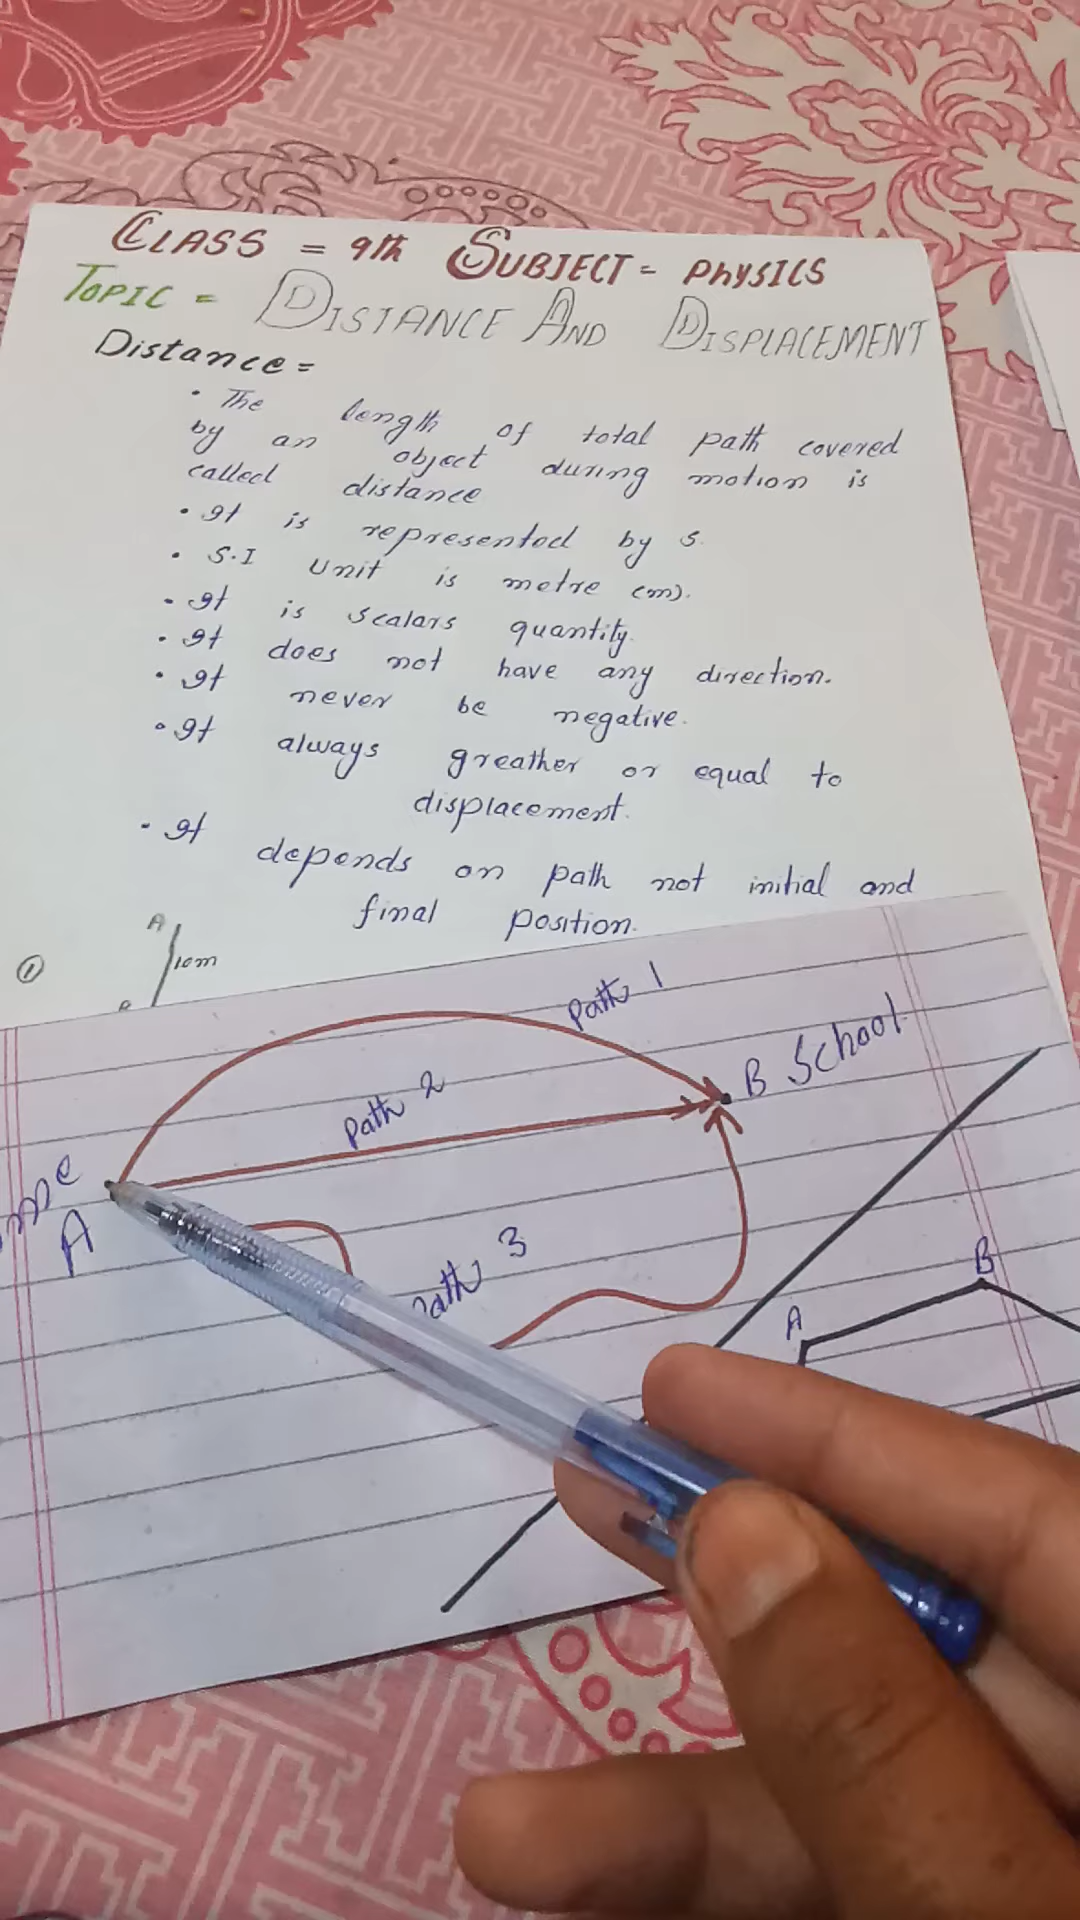 CLASS = 9th SUBJECT = PHYSICS
TOPIC = DISTANCE AND DISPLACEMENT
Distance =
• The length of total path covered
by an object during motion is
called distance
• It is represented by s.
• S.I Unit is metre (m).
• It is scalars quantity.
• It does not have any direction.
• It never be negative.
• It always greather or equal to
displacement.
• It depends on path not initial and
final position.
① A
1cm
Path 1
B School
Path 2
A
Path 3
B
A